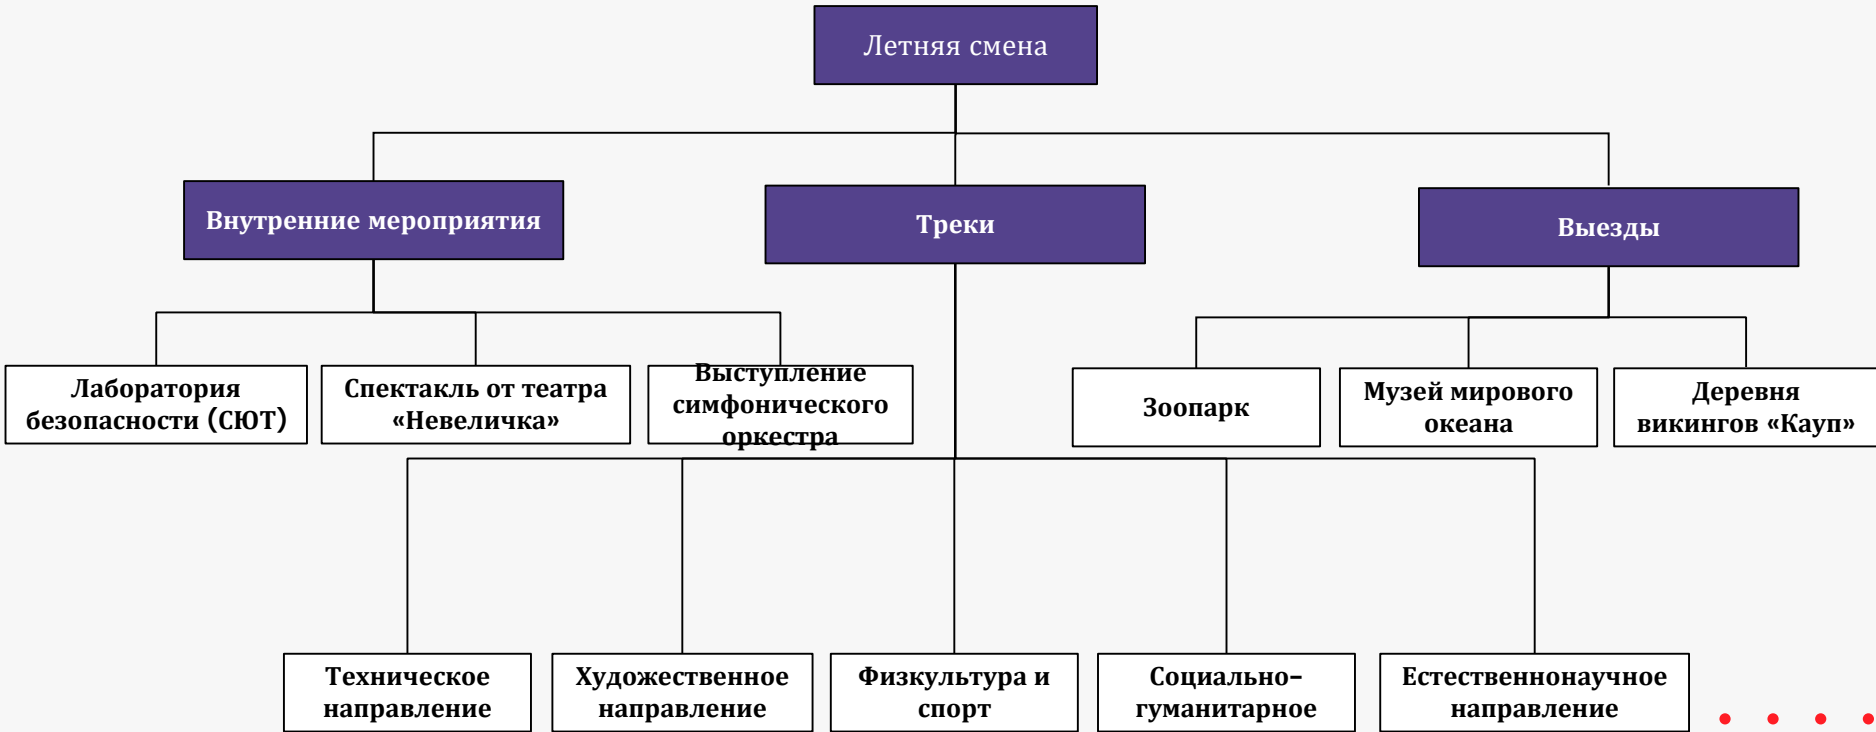 Летняя смена
Внутренние мероприятия
Треки
Выезды
Лаборатория
безопасности (СЮТ)
Спектакль от театра
«Невеличка»
Выступление
симфонического
оркестра
Зоопарк
Музей мирового
океана
Деревня
викингов «Кауп»
Техническое
направление
Художественное
направление
Физкультура и
спорт
Социально–
гуманитарное
Естественнонаучное
направление